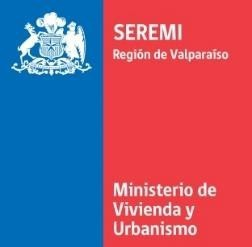 SEREMI
Región de Valparaíso
Ministerio de
Vivienda y
Urbanismo